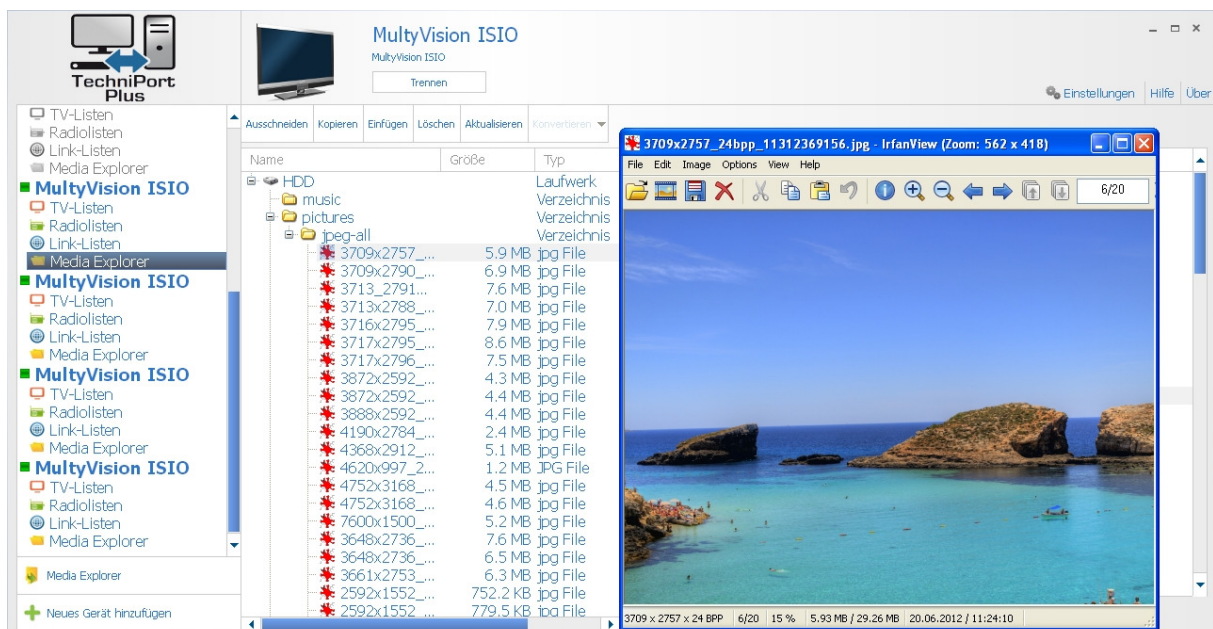 TechniPort
Plus
MultyVision ISIO
MultyVision ISIO
Trennen
Einstellungen Hilfe Über
TV-Listen
Radiolisten
Link-Listen
Media Explorer
MultyVision ISIO
TV-Listen
Radiolisten
Link-Listen
Media Explorer
MultyVision ISIO
TV-Listen
Radiolisten
Link-Listen
Media Explorer
MultyVision ISIO
TV-Listen
Radiolisten
Link-Listen
Media Explorer
MultyVision ISIO
TV-Listen
Radiolisten
Link-Listen
Media Explorer
Media Explorer
Neues Gerät hinzufügen
Ausschneiden Kopieren Einfügen Löschen Aktualisieren Konvertieren
Name Größe Typ
HDD Laufwerk
music Verzeichnis
pictures Verzeichnis
jpeg-all Verzeichnis
3709x2757_... 5.9 MB jpg File
3709x2790_... 6.9 MB jpg File
3713_2791... 7.6 MB jpg File
3713x2788_... 7.0 MB jpg File
3716x2795_... 7.9 MB jpg File
3717x2795_... 8.6 MB jpg File
3717x2796_... 7.5 MB jpg File
3872x2592_... 4.3 MB jpg File
3872x2592_... 4.4 MB jpg File
3888x2592_... 4.4 MB jpg File
4190x2784_... 2.4 MB jpg File
4368x2912_... 5.1 MB jpg File
4620x997_2... 1.2 MB JPG File
4752x3168_... 4.5 MB jpg File
4752x3168_... 4.6 MB jpg File
7600x1500_... 5.2 MB jpg File
3648x2736_... 7.6 MB jpg File
3648x2736_... 6.5 MB jpg File
3661x2753_... 6.3 MB jpg File
2592x1552_... 752.2 KB jpg File
2592x1552_... 779.5 KB jpg File
3709x2757_24bpp_11312369156.jpg - IrfanView (Zoom: 562 x 418)
File Edit Image Options View Help
6/20
3709 x 2757 x 24 BPP 6/20 15 % 5.93 MB / 29.26 MB 20.06.2012 / 11:24:10